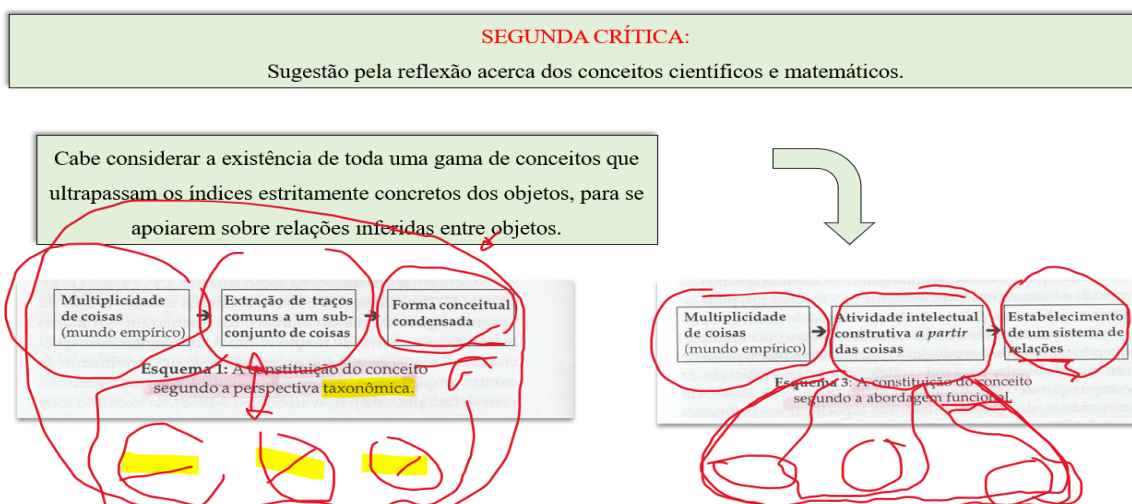 SEGUNDA CRÍTICA:
Sugestão pela reflexão acerca dos conceitos científicos e matemáticos.
Cabe considerar a existência de toda uma gama de conceitos que
ultrapassam os índices estritamente concretos dos objetos, para se
apoiarem sobre relações inferidas entre objetos.
Multiplicidade
de coisas
(mundo empírico)
Extração de traços
comuns a um sub-
conjunto de coisas
Forma conceitual
condensada
Esquema 1: A constituição do conceito
segundo a perspectiva taxonômica.
Multiplicidade
de coisas
(mundo empírico)
Atividade intelectual
construtiva a partir
das coisas
Estabelecimento
de um sistema de
relações
Esquema 3: A constituição do conceito
segundo a abordagem funcional.